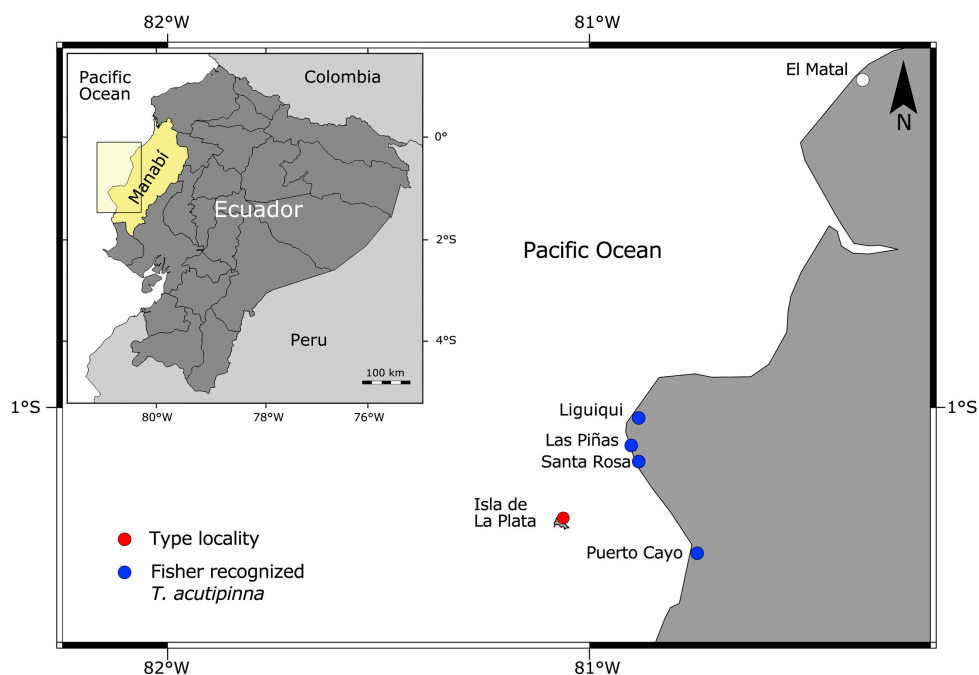 82°W
81°W
Pacific
Ocean
Colombia
El Matal
N
0°
Manabí
Ecuador
2°S
Pacific Ocean
Peru
4°S
100 km
80°W
78°W
76°W
1°S
1°S
Liguiqui
Las Piñas
Santa Rosa
Isla de
La Plata
Type locality
Puerto Cayo
Fisher recognized
T. acutipinna
82°W
81°W